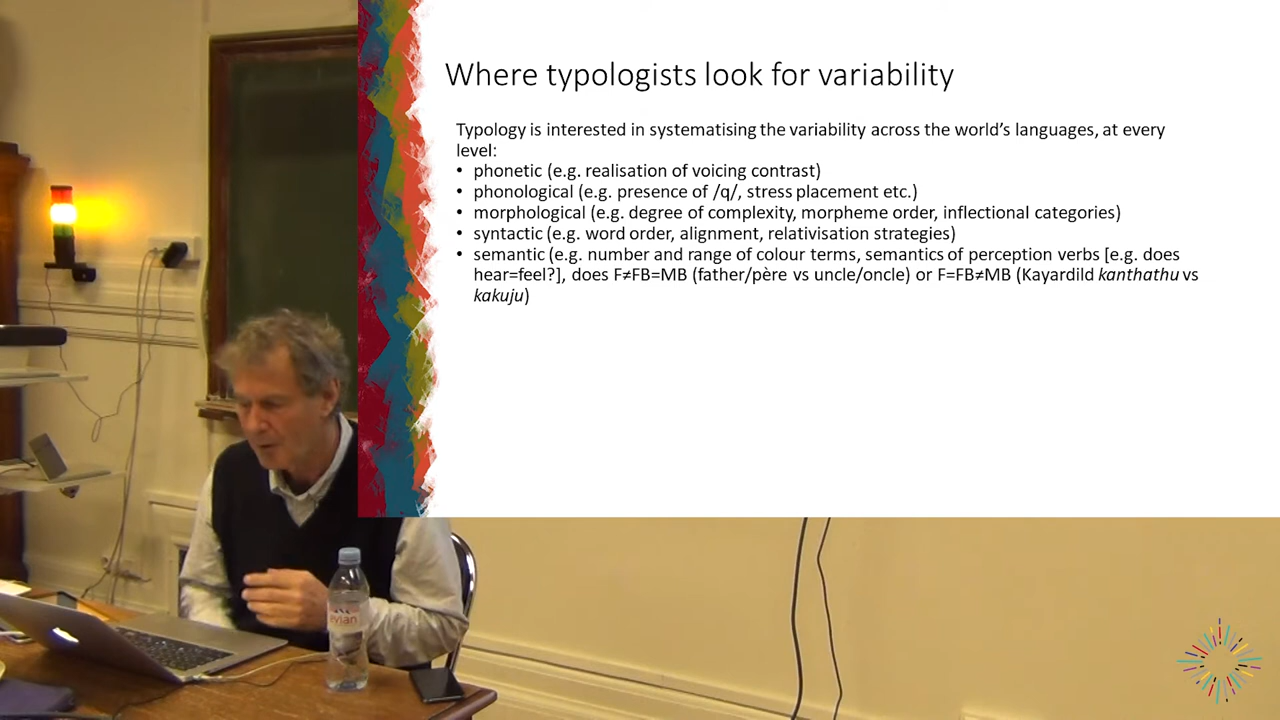 Where typologists look for variability
Typology is interested in systematising the variability across the world's languages, at every
level:
• phonetic (e.g. realisation of voicing contrast)
• phonological (e.g. presence of /q/, stress placement etc.)
• morphological (e.g. degree of complexity, morpheme order, inflectional categories)
• syntactic (e.g. word order, alignment, relativisation strategies)
• semantic (e.g. number and range of colour terms, semantics of perception verbs [e.g. does
hear=feel?], does F≠FB=MB (father/père vs uncle/oncle) or F=FB≠MB (Kayardild kanthathu vs
kakuju)
evian